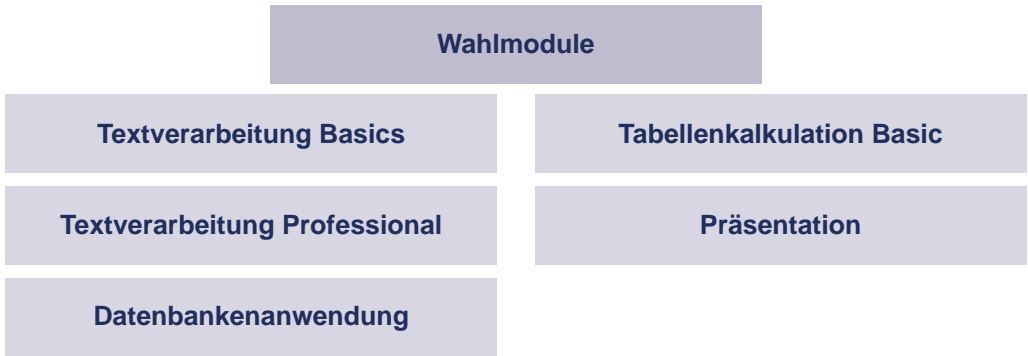 Wahlmodule
Textverarbeitung Basics
Tabellenkalkulation Basic
Textverarbeitung Professional
Präsentation
Datenbankenanwendung